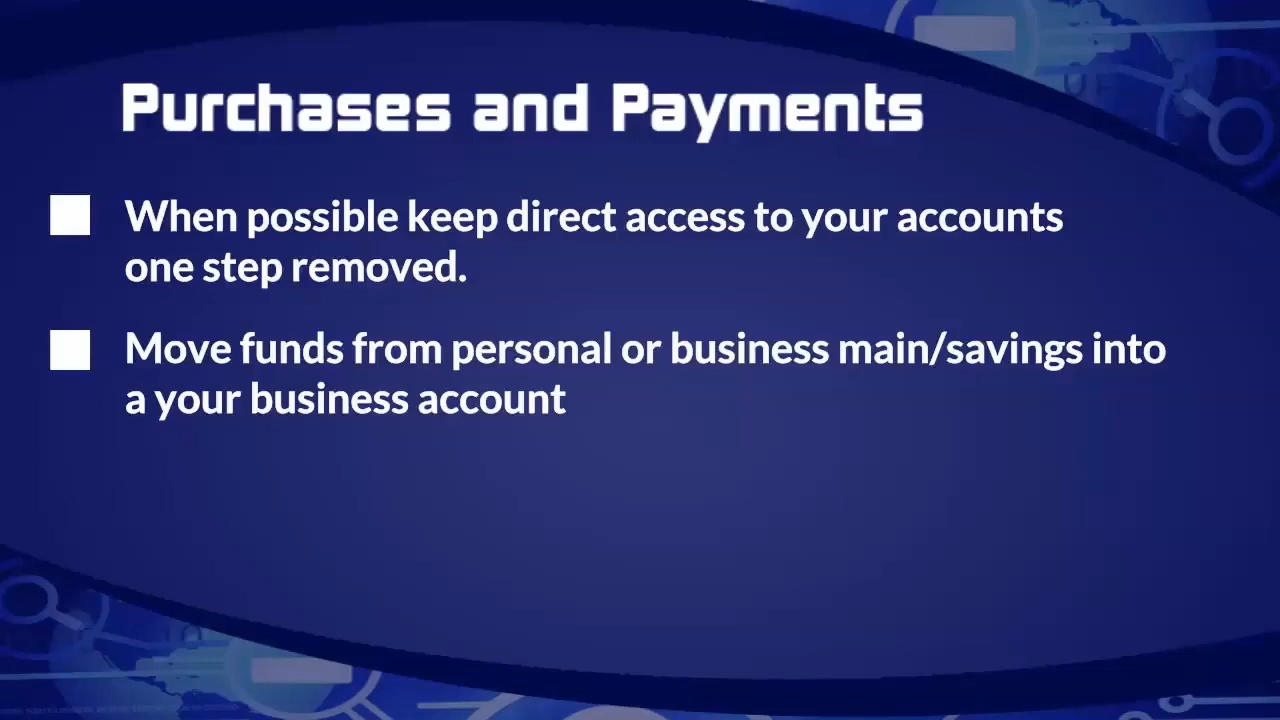 Purchases and Payments
When possible keep direct access to your accounts
one step removed.
Move funds from personal or business main/savings into
a your business account